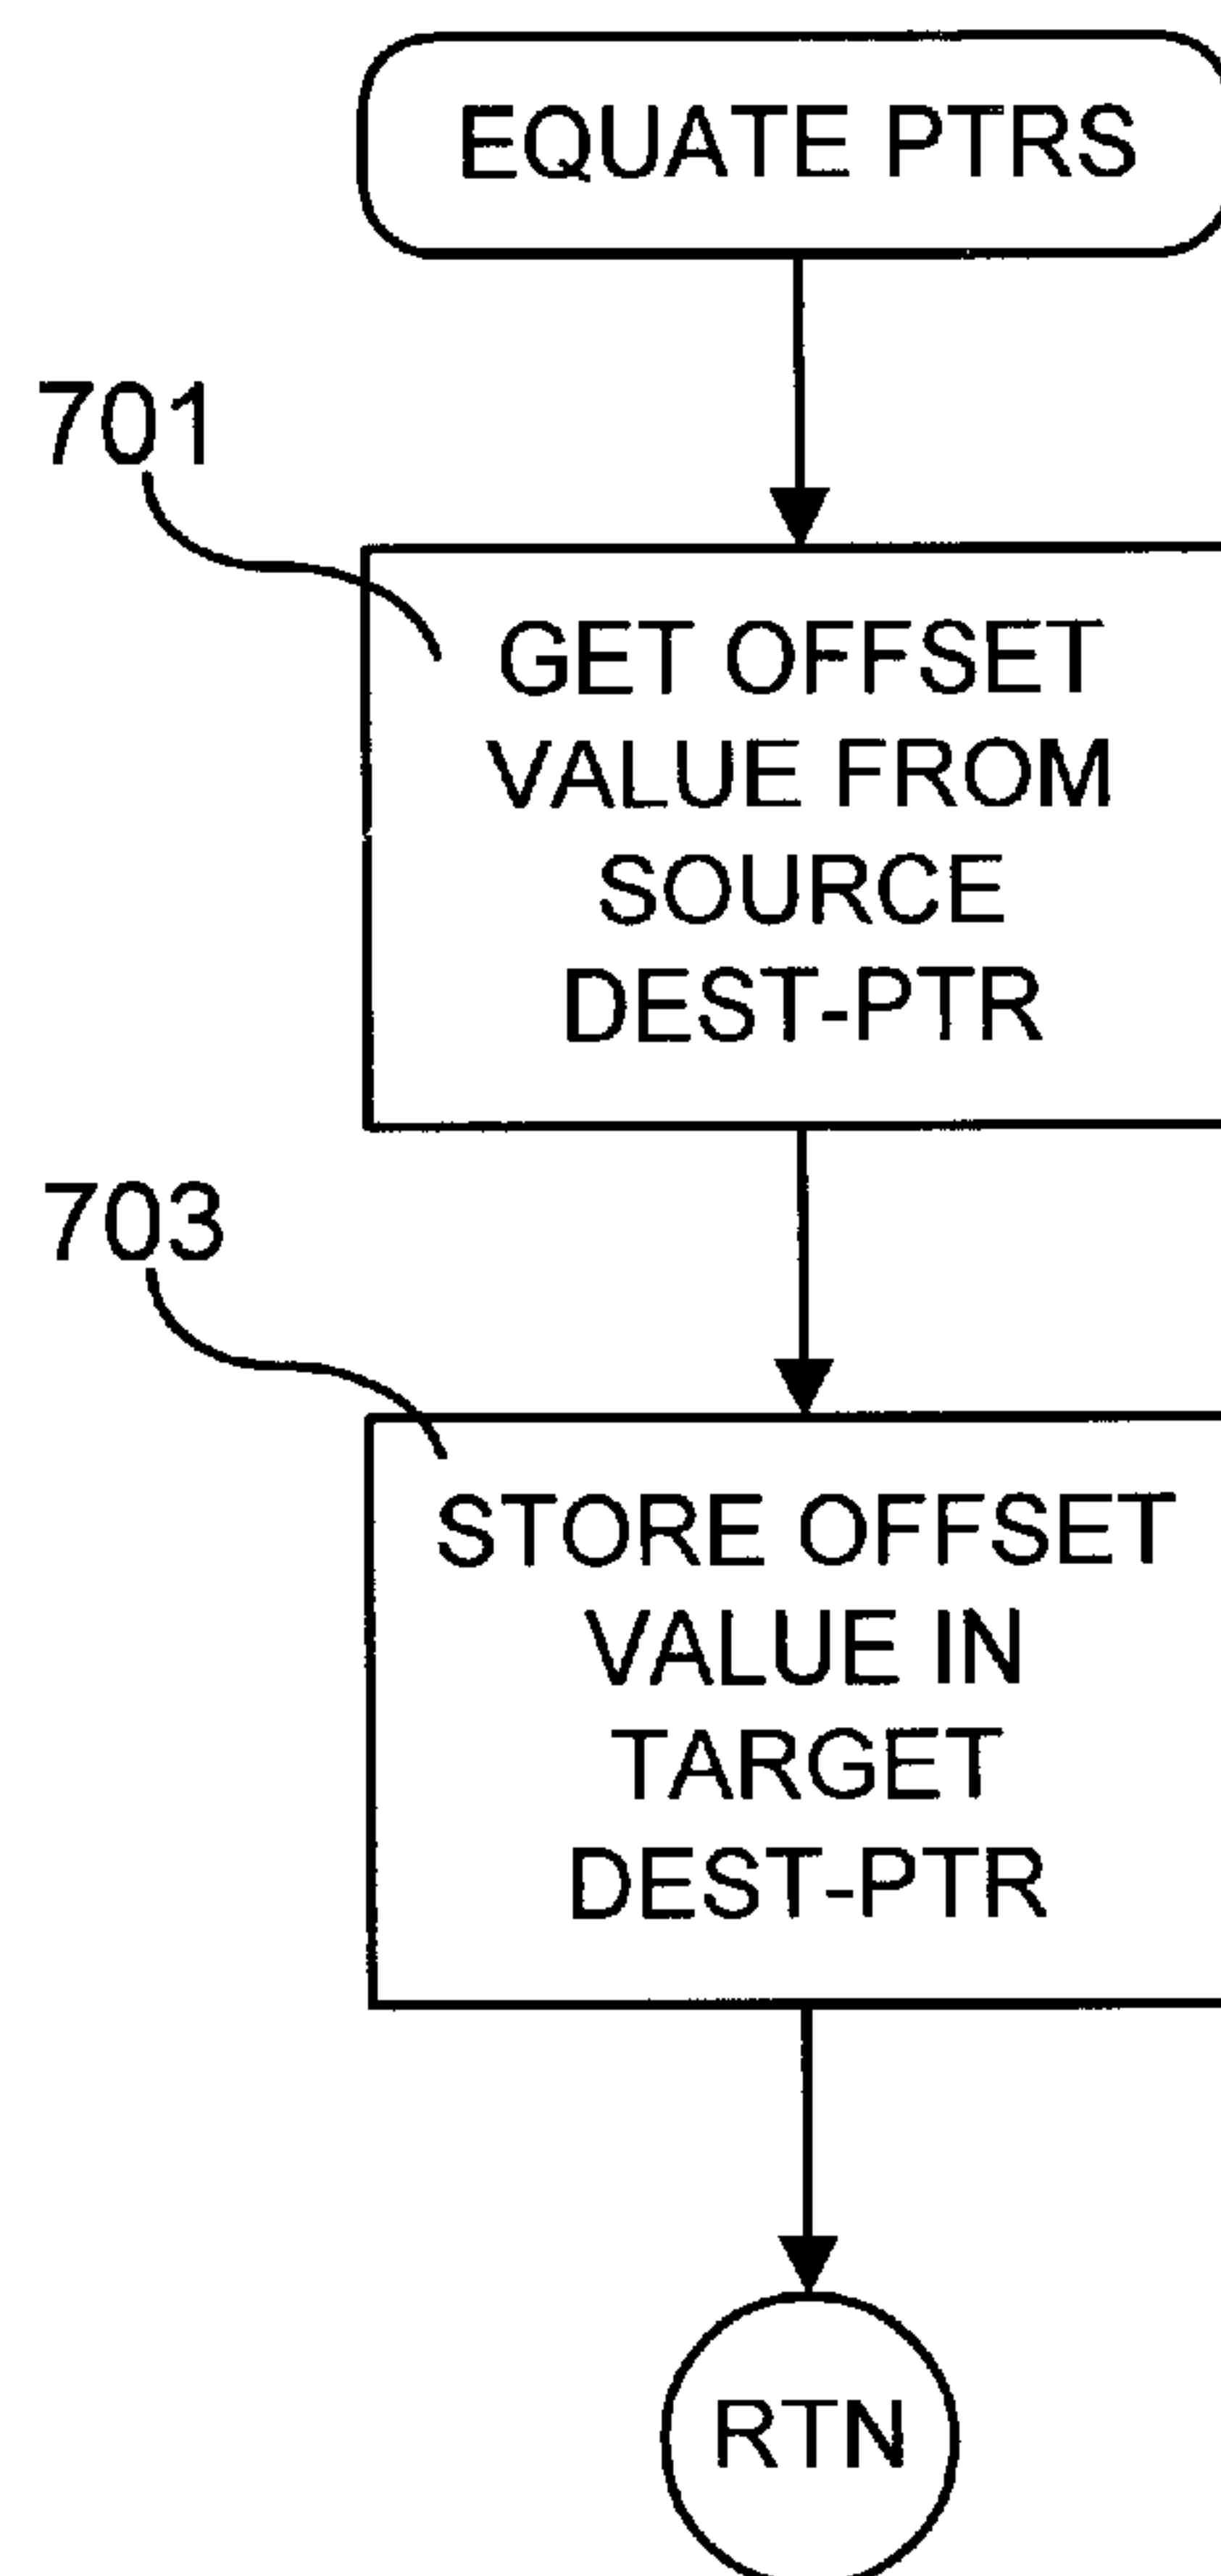 EQUATE PTRS
701
GET OFFSET
VALUE FROM
SOURCE
DEST-PTR
703
STORE OFFSET
VALUE IN
TARGET
DEST-PTR
RTN